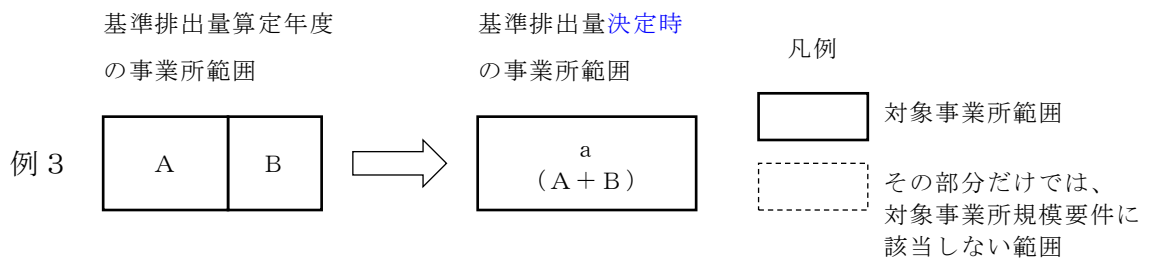 基準排出量算定年度
の事業所範囲
基準排出量決定時
の事業所範囲
凡例
対象事業所範囲
例３
Ａ
Ｂ
ａ
（Ａ＋Ｂ）
その部分だけでは、
対象事業所規模要件に
該当しない範囲